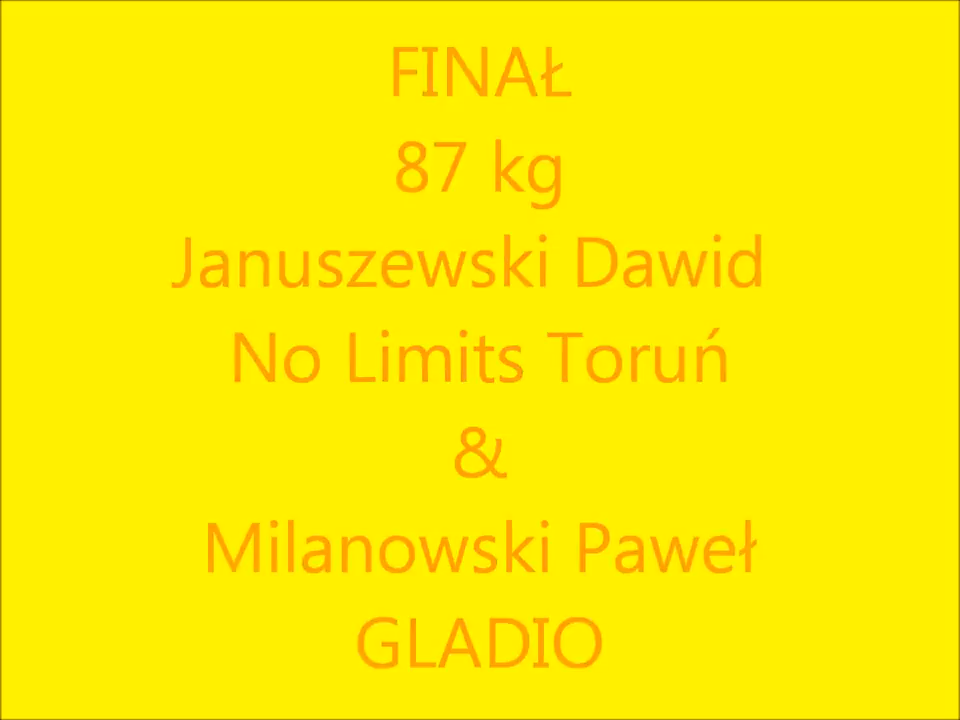 FINAŁ
87 kg
Januszewski Dawid
No Limits Toruń
&
Milanowski Paweł
GLADIO